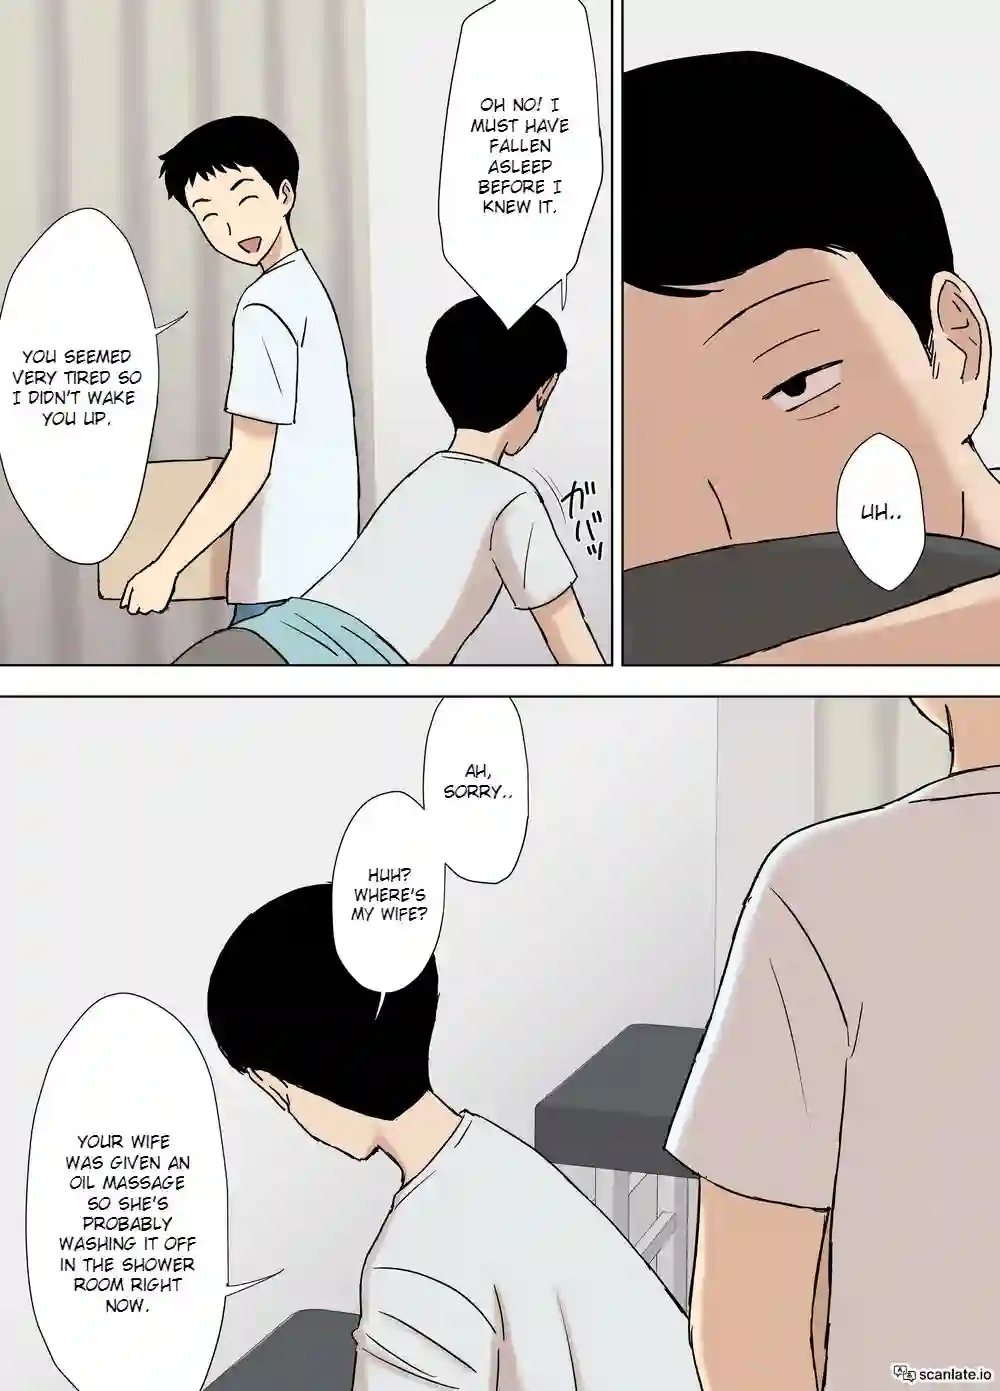 UH..
OH NO! I
MUST HAVE
FALLEN
ASLEEP
BEFORE I
KNEW IT.
ガバッ
YOU SEEMED
VERY TIRED SO
I DIDN'T WAKE
YOU UP.
AH,
SORRY..
HUH?
WHERE'S
MY WIFE?
YOUR WIFE
WAS GIVEN AN
OIL MASSAGE
SO SHE'S
PROBABLY
WASHING IT OFF
IN THE SHOWER
ROOM RIGHT
NOW.
scanlate.io